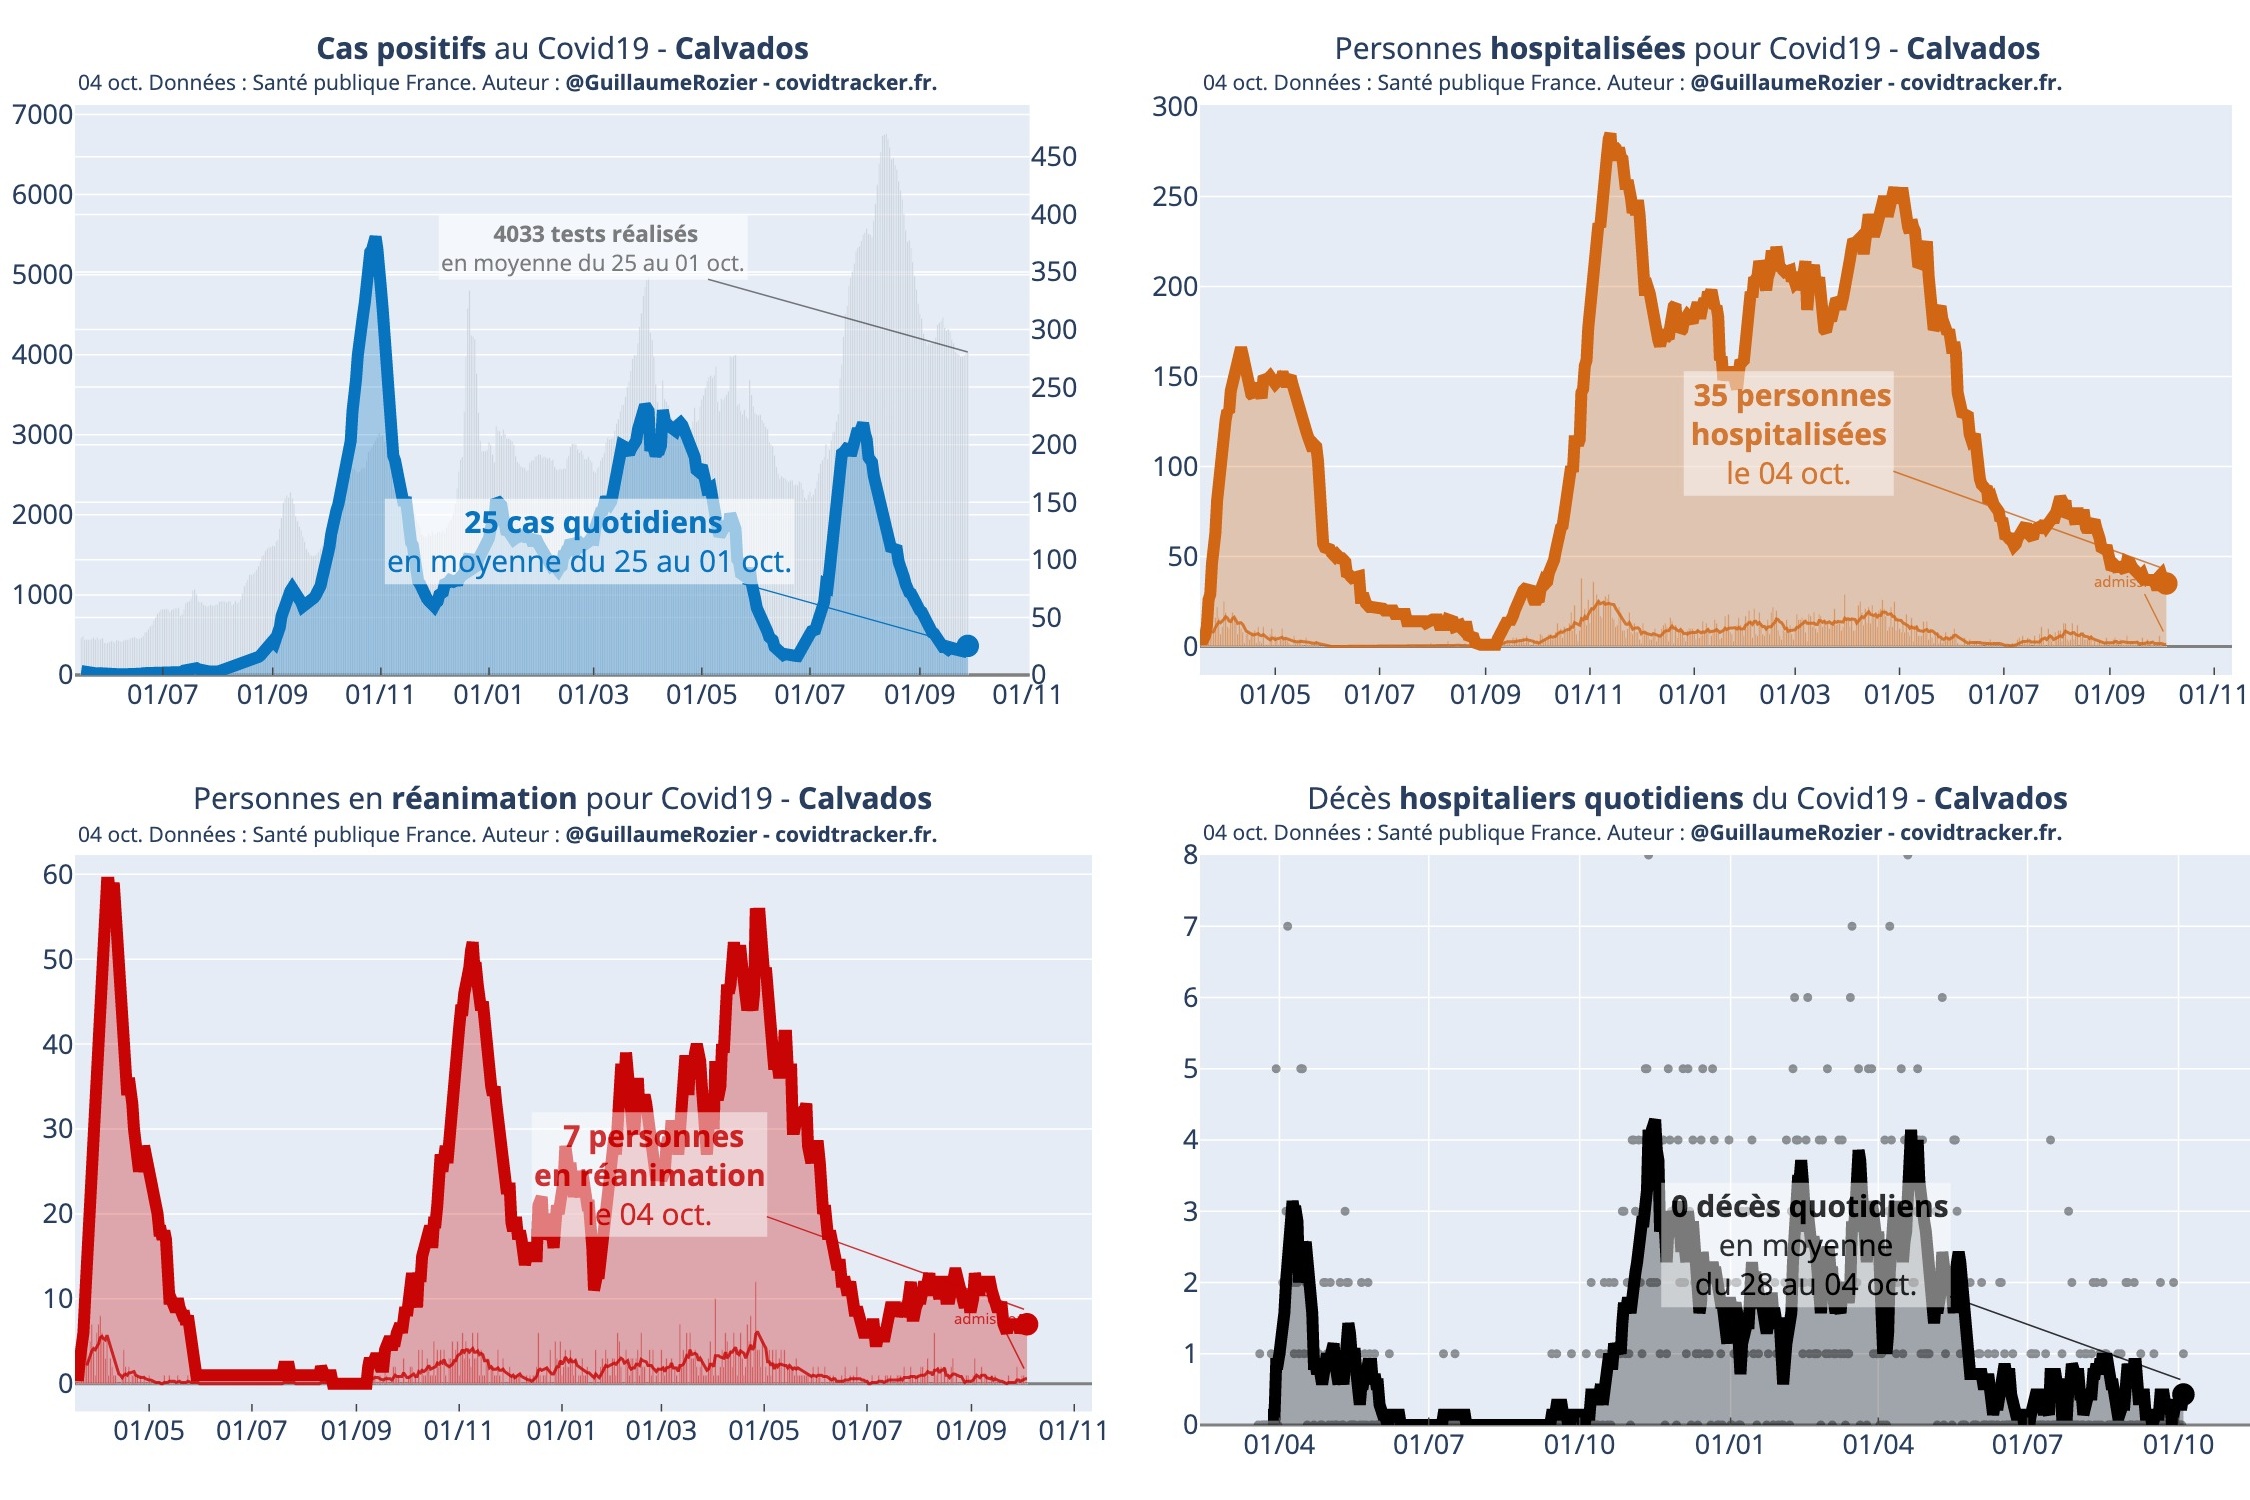 Cas positifs au Covid19 - Calvados
04 oct. Données : Santé publique France. Auteur : @GuillaumeRozier - covidtracker.fr.
7000
6000
5000
4000
3000
2000
1000
0
450
400
350
300
250
200
150
100
50
0
4033 tests réalisés
en moyenne du 25 au 01 oct.
25 cas quotidiens
en moyenne du 25 au 01 oct.
01/07 01/09 01/11 01/01 01/03 01/05 01/07 01/09 01/11
Personnes hospitalisées pour Covid19 - Calvados
04 oct. Données : Santé publique France. Auteur : @GuillaumeRozier - covidtracker.fr.
300
250
200
150
100
50
0
35 personnes
hospitalisées
le 04 oct.
01/05 01/07 01/09 01/11 01/01 01/03 01/05 01/07 01/09 01/11
Personnes en réanimation pour Covid19 - Calvados
04 oct. Données : Santé publique France. Auteur : @GuillaumeRozier - covidtracker.fr.
60
50
40
30
20
10
0
7 personnes
en réanimation
le 04 oct.
01/05 01/07 01/09 01/11 01/01 01/03 01/05 01/07 01/09 01/11
Décès hospitaliers quotidiens du Covid19 - Calvados
04 oct. Données : Santé publique France. Auteur : @GuillaumeRozier - covidtracker.fr.
8
7
6
5
4
3
2
1
0
0 décès quotidiens
en moyenne
du 28 au 04 oct.
01/04 01/07 01/10 01/01 01/04 01/07 01/10